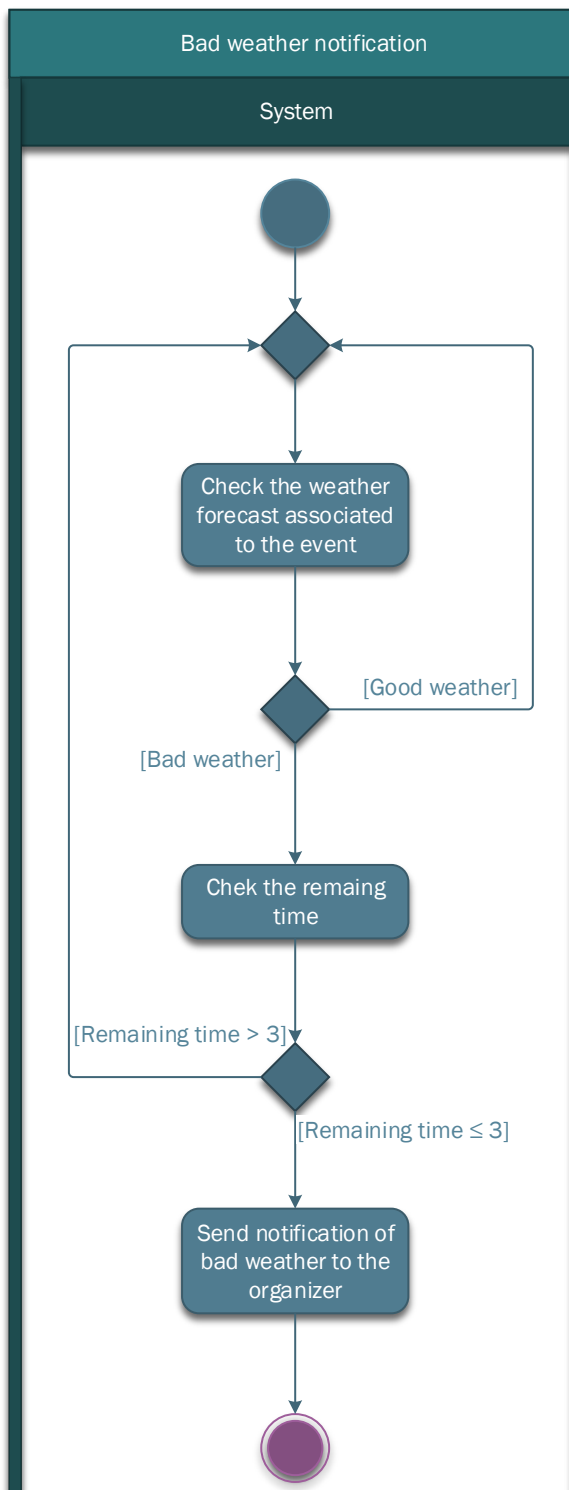 Bad weather notification
System
Check the weather
forecast associated
to the event
[Good weather]
[Bad weather]
Chek the remaing
time
[Remaining time > 3]
[Remaining time ≤ 3]
Send notification of
bad weather to the
organizer